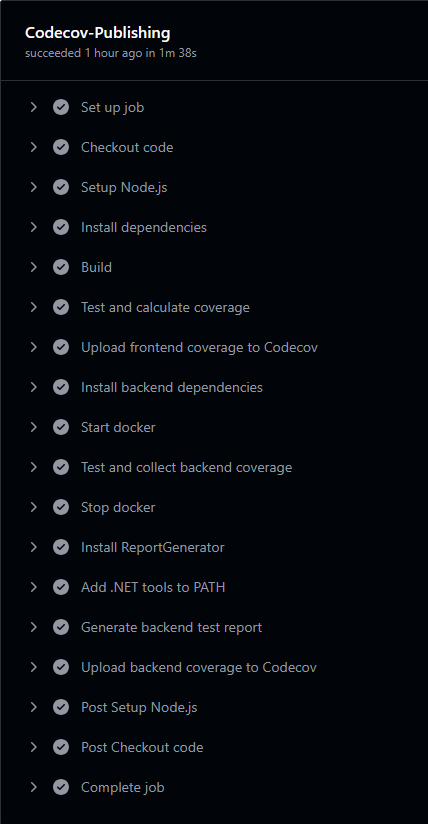 Codecov-Publishing
succeeded 1 hour ago in 1m 38s
Set up job
Checkout code
Setup Node.js
Install dependencies
Build
Test and calculate coverage
Upload frontend coverage to Codecov
Install backend dependencies
Start docker
Test and collect backend coverage
Stop docker
Install ReportGenerator
Add .NET tools to PATH
Generate backend test report
Upload backend coverage to Codecov
Post Setup Node.js
Post Checkout code
Complete job